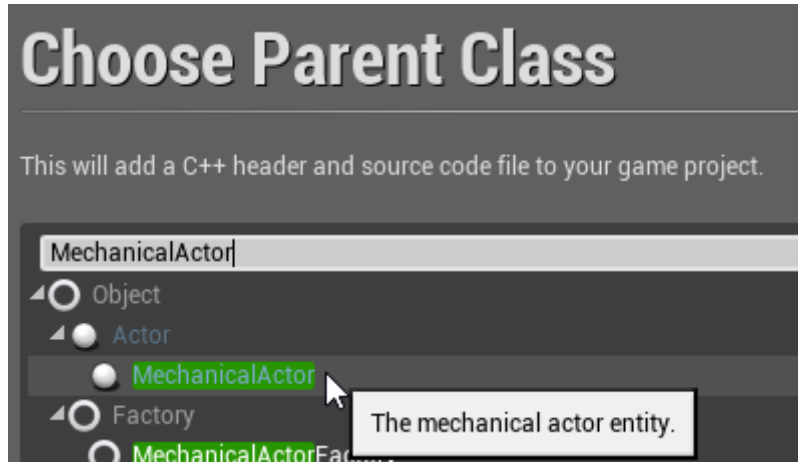 Choose Parent Class
This will add a C++ header and source code file to your game project.
MechanicalActor
Object
Actor
MechanicalActor
The mechanical actor entity.
Factory
MechanicalActorFactory